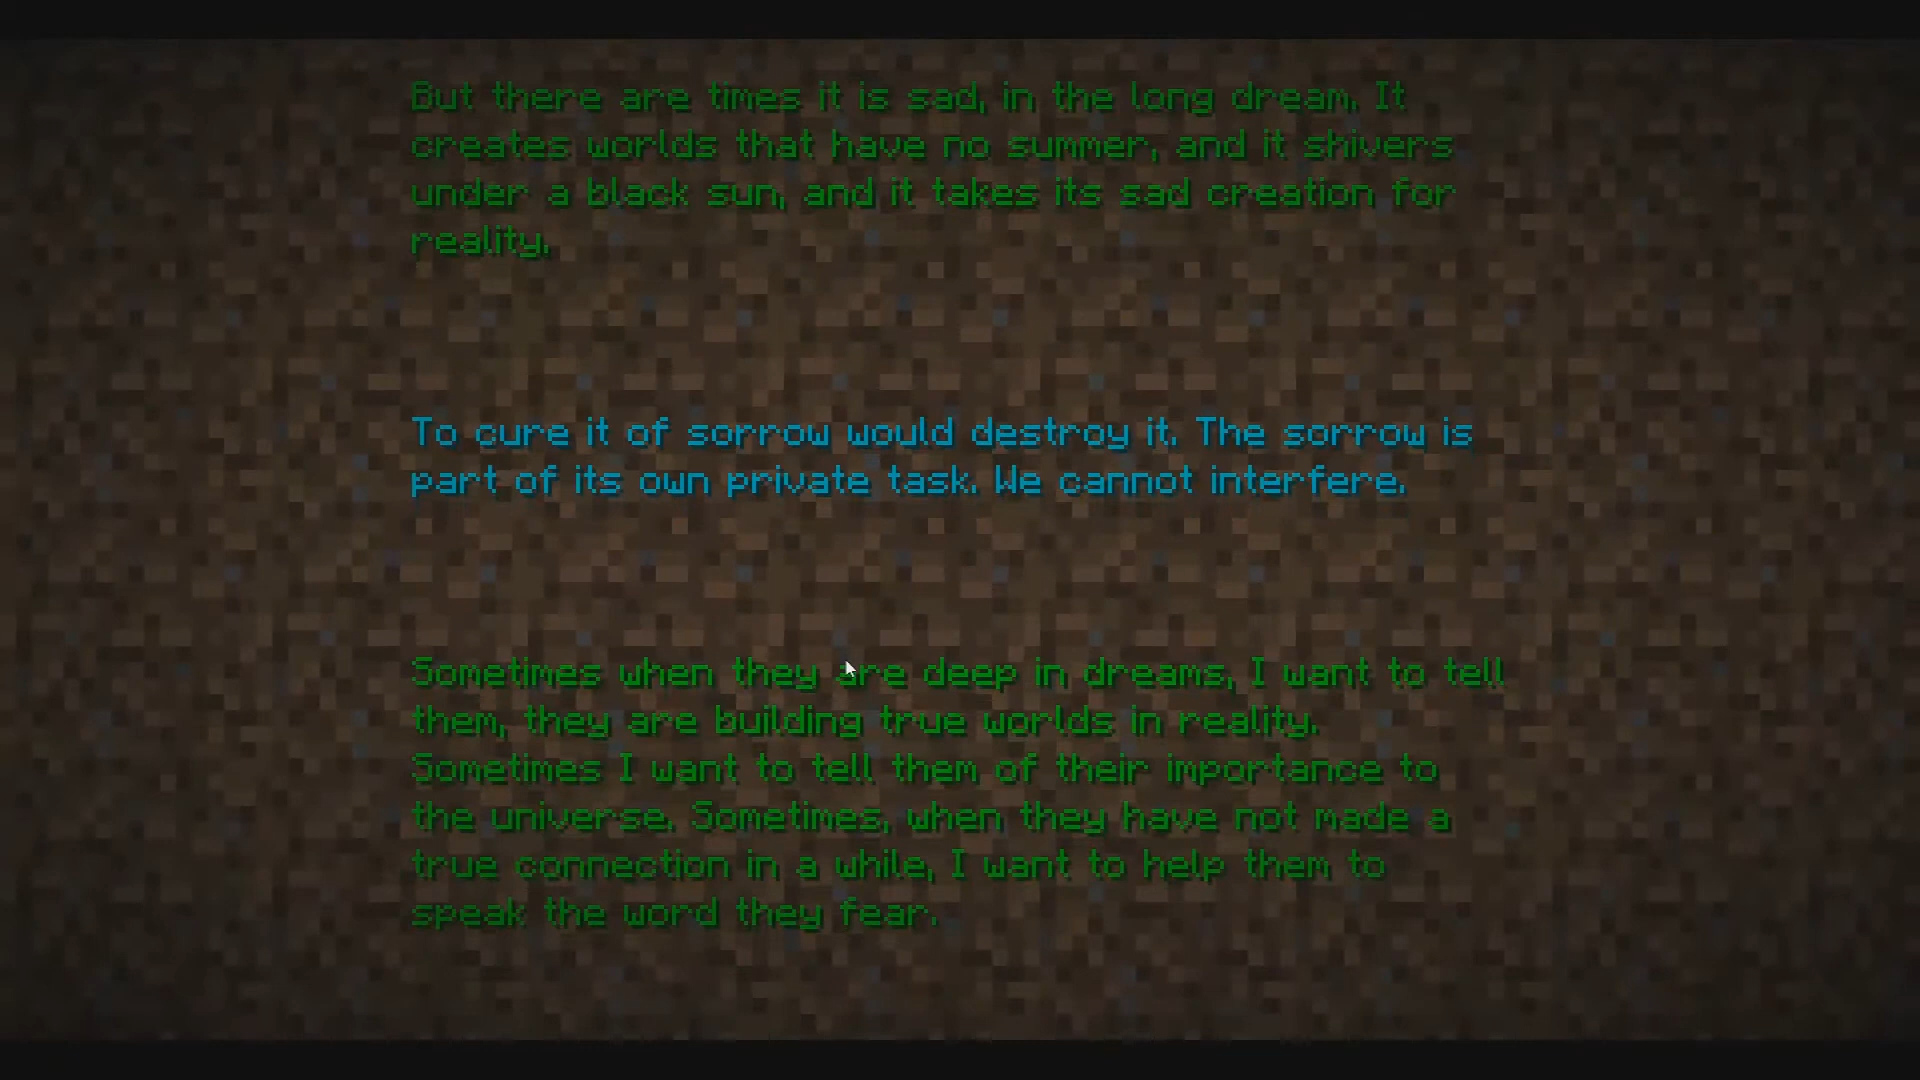 But there are times it is sad, in the long dream. It
creates worlds that have no summer, and it shivers
under a black sun, and it takes its sad creation for
reality.
To cure it of sorrow would destroy it. The sorrow is
part of its own private task. We cannot interfere.
Sometimes when they are deep in dreams, I want to tell
them, they are building true worlds in reality.
Sometimes I want to tell them of their importance to
the universe. Sometimes, when they have not made a
true connection in a while, I want to help them to
speak the word they fear.